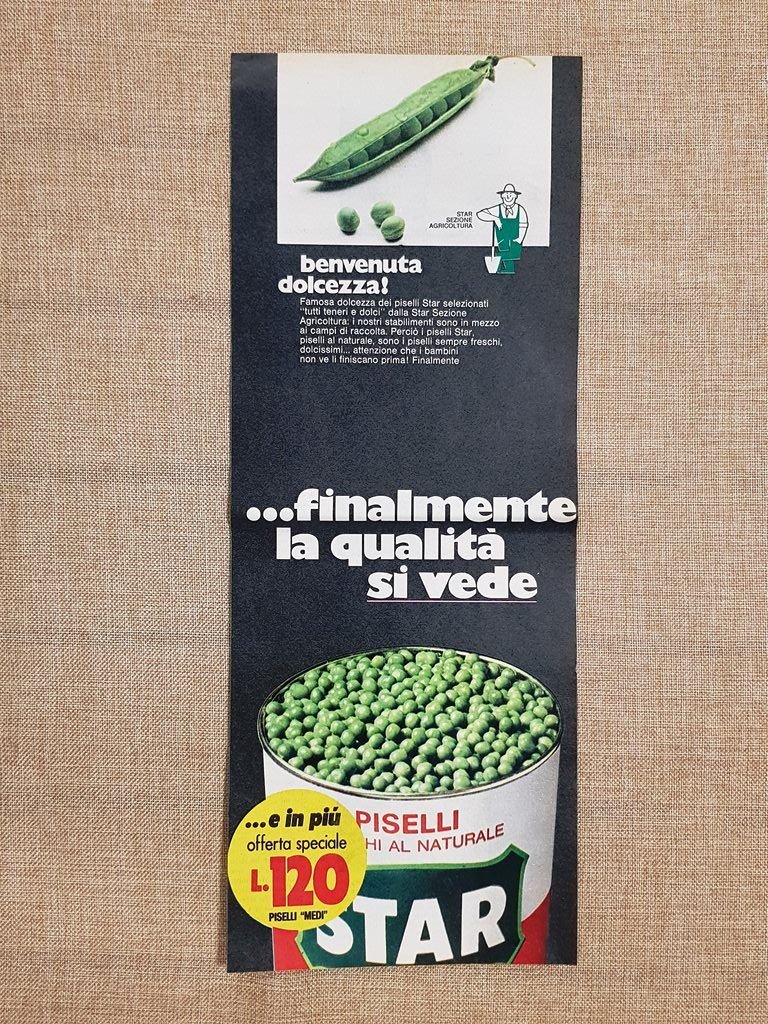 STAR
SEZIONE
AGRICOLTURA
benvenuta
dolcezza!
Famosa dolcezza dei piselli Star selezionati
"tutti teneri e dolci" dalla Star Sezione
Agricoltura: i nostri stabilimenti sono in mezzo
ai campi di raccolta. Perciò i piselli Star,
piselli al naturale, sono i piselli sempre freschi,
dolcissimi... attenzione che i bambini
non ve li finiscano prima! Finalmente
...finalmente
la qualità
si vede
PISELLI
HI AL NATURALE
STAR
...e in piú
offerta speciale
L.120
PISELLI "MEDI"